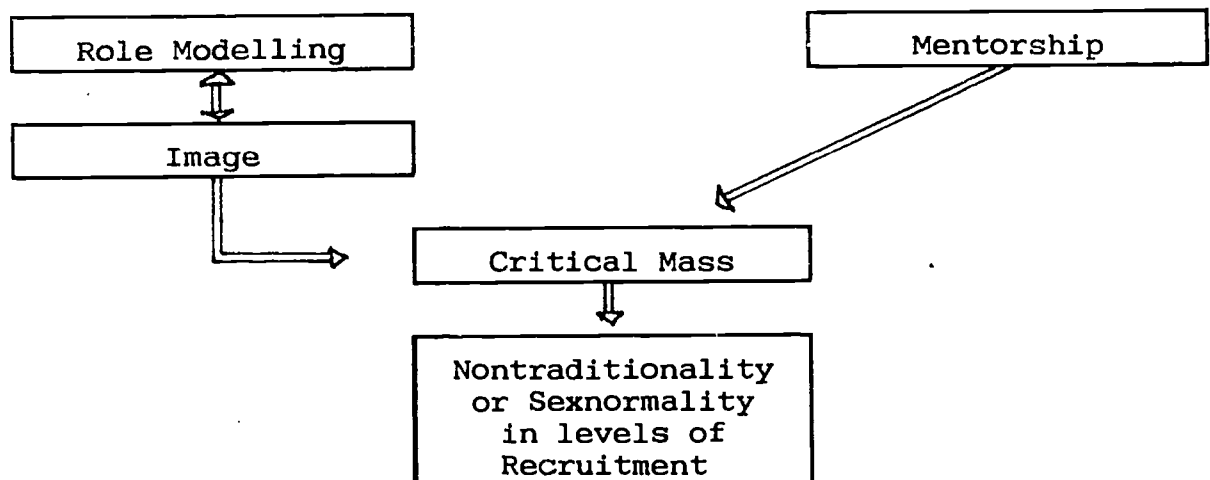 Role Modelling
Mentorship
Image
Critical Mass
Nontraditionality
or Sexnormality
in levels of
Recruitment